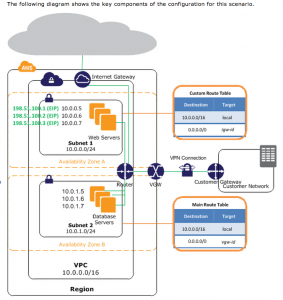 The following diagram shows the key components of the configuration for this scenario.
AWS
Internet Gateway
198.51.100.1 (EIP) 10.0.0.5
198.51.100.2 (EIP) 10.0.0.6
198.51.100.3 (EIP) 10.0.0.7
Web Servers
Subnet 1
10.0.0.0/24
Availability Zone A
Custom Route Table
Destination Target
10.0.0.0/16 local
0.0.0.0/0 igw-id
VPN Connection
Router
VGW
Customer Gateway
Customer Network
10.0.1.5
10.0.1.6
10.0.1.7
Database
Servers
Subnet 2
10.0.1.0/24
Availability Zone B
Main Route Table
Destination Target
10.0.0.0/16 local
0.0.0.0/0 vgw-id
VPC
10.0.0.0/16
Region